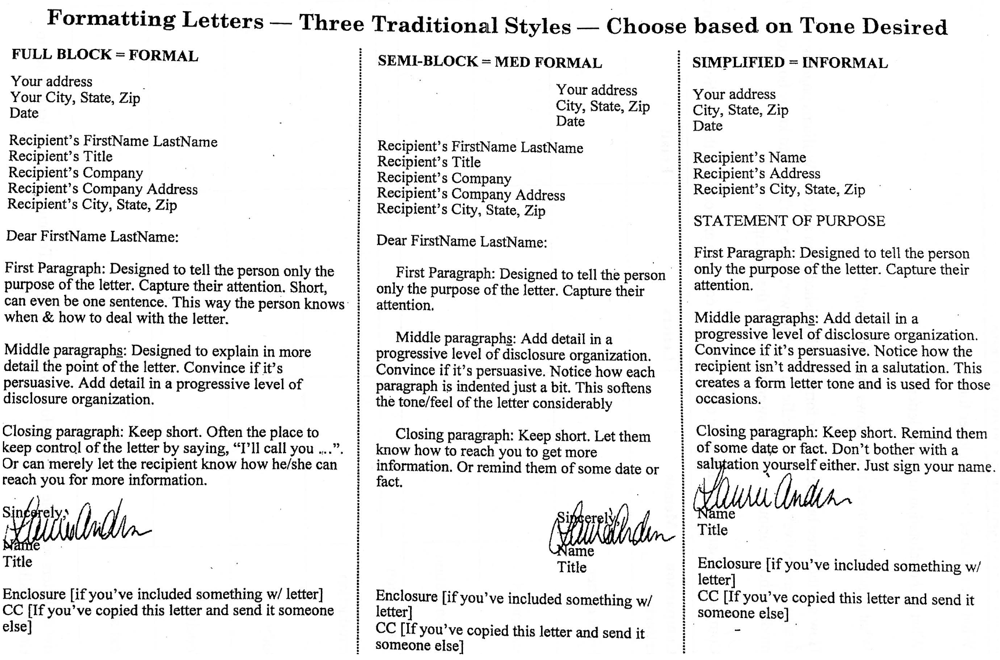 Formatting Letters — Three Traditional Styles — Choose based on Tone Desired
FULL BLOCK = FORMAL
Your address
Your City, State, Zip
Date
Recipient's FirstName LastName
Recipient's Title
Recipient's Company
Recipient's Company Address
Recipient's City, State, Zip
Dear FirstName LastName:
First Paragraph: Designed to tell the person only the
purpose of the letter. Capture their attention. Short,
can even be one sentence. This way the person knows
when & how to deal with the letter.
Middle paragraphs: Designed to explain in more
detail the point of the letter. Convince if it's
persuasive. Add detail in a progressive level of
disclosure organization.
Closing paragraph: Keep short. Often the place to
keep control of the letter by saying, “I'll call you ...”.
Or can merely let the recipient know how he/she can
reach you for more information.
Sincerely,
Name
Title
Enclosure [if you've included something w/ letter]
CC [If you've copied this letter and send it someone
else]
SEMI-BLOCK = MED FORMAL
Your address
City, State, Zip
Date
Recipient's FirstName LastName
Recipient's Title
Recipient's Company
Recipient's Company Address
Recipient's City, State, Zip
Dear FirstName LastName:
First Paragraph: Designed to tell the person
only the purpose of the letter. Capture their
attention.
Middle paragraphs: Add detail in a
progressive level of disclosure organization.
Convince if it's persuasive. Notice how each
paragraph is indented just a bit. This softens
the tone/feel of the letter considerably
Closing paragraph: Keep short. Let them
know how to reach you to get more
information. Or remind them of some date or
fact.
Sincerely,
Name
Title
Enclosure [if you've included something w/
letter]
CC [If you've copied this letter and send it
someone else]
SIMPLIFIED = INFORMAL
Your address
City, State, Zip
Date
Recipient's Name
Recipient's Address
Recipient's City, State, Zip
STATEMENT OF PURPOSE
First Paragraph: Designed to tell the person
only the purpose of the letter. Capture their
attention.
Middle paragraphs: Add detail in a
progressive level of disclosure organization.
Convince if it's persuasive. Notice how the
recipient isn't addressed in a salutation. This
creates a form letter tone and is used for those
occasions.
Closing paragraph: Keep short. Remind them
of some date or fact. Don't bother with a
salutation yourself either. Just sign your name.
Name
Title
Enclosure [if you've included something w/
letter]
CC [If you've copied this letter and send it
someone else]